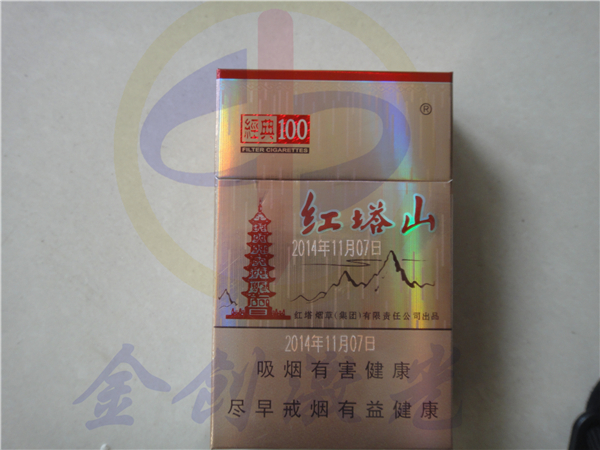 經典100
FILTER CIGARETTES
®
红塔山
2014年11月07日
红塔烟草(集团)有限责任公司出品
2014年11月07日
吸烟有害健康
尽早戒烟有益健康
金创激光